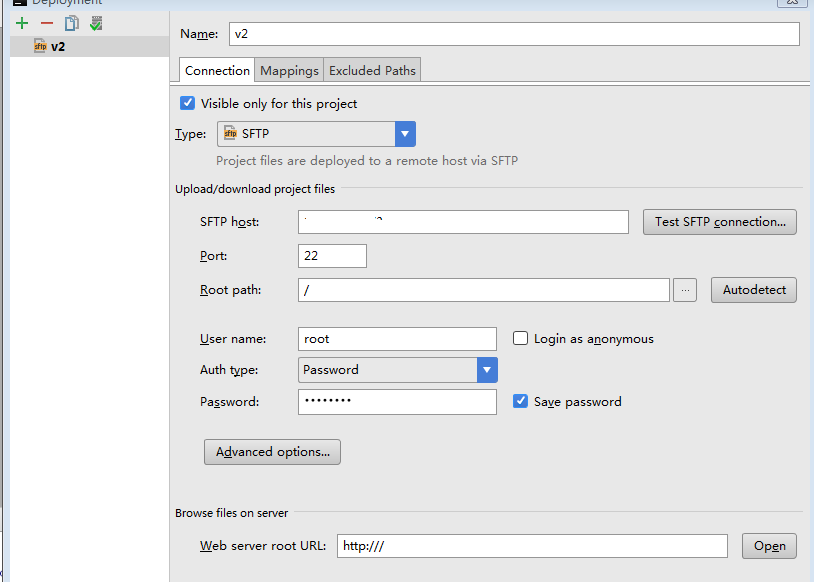 Deployment
v2
Name: v2
Connection Mappings Excluded Paths
Visible only for this project
Type: sftp SFTP
Project files are deployed to a remote host via SFTP
Upload/download project files
SFTP host: Test SFTP connection...
Port: 22
Root path: / ... Autodetect
User name: root Login as anonymous
Auth type: Password
Password: •••••••• Save password
Advanced options...
Browse files on server
Web server root URL: http:/// Open